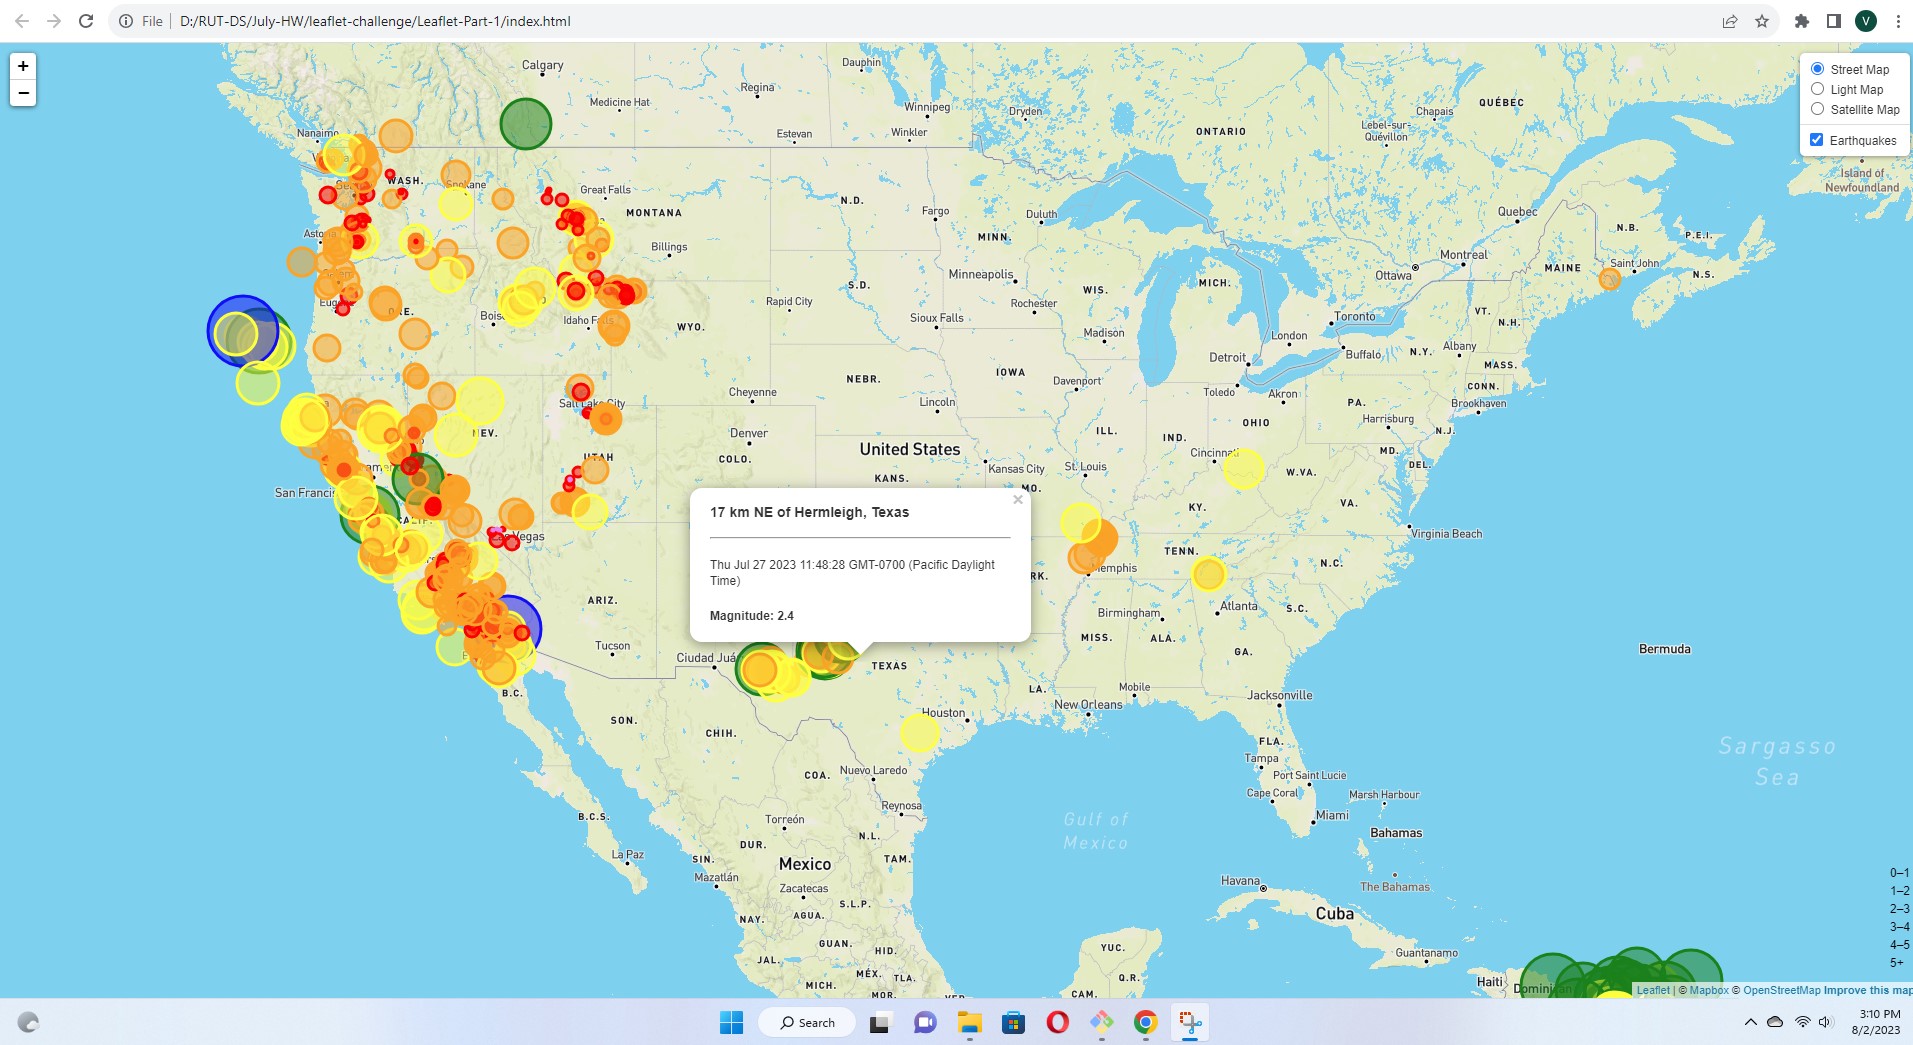 File
D:/RUT-DS/July-HW/leaflet-challenge/Leaflet-Part-1/index.html
V
+
−
Street Map
Light Map
Satellite Map
Earthquakes
Calgary
Dauphin
Regina
Medicine Hat
Winnipeg
Dryden
Chapais
QUÉBEC
Nanaimo
Estevan
Winkler
ONTARIO
Lebel-sur-
Quévillon
Island of
Newfoundland
WASH.
Spokane
Great Falls
MONTANA
N.D.
Fargo
Duluth
Quebec
N.B.
P.E.I.
Billings
MINN.
Montreal
Ottawa
MAINE
Saint John
N.S.
Minneapolis
MICH.
WIS.
S.D.
Rapid City
Rochester
Sioux Falls
Idaho
WYO.
Madison
Toronto
London
VT.
N.H.
Detroit
Buffalo
N.Y.
Albany
MASS.
NEBR.
IOWA
Davenport
Toledo
Akron
CONN.
Brookhaven
Cheyenne
Salt Lake City
Lincoln
PA.
Harrisburg
N.J.
NEV.
Denver
COLO.
United States
ILL.
IND.
OHIO
UTAH
Kansas City
St. Louis
Cincinnati
MD.
DEL.
W.VA.
San Francis
KANS.
MO.
KY.
VA.
Virginia Beach
Vegas
17 km NE of Hermleigh, Texas
×
Thu Jul 27 2023 11:48:28 GMT-0700 (Pacific Daylight
Time)
Magnitude: 2.4
TENN.
N.C.
RK.
Memphis
ARIZ.
Birmingham
Atlanta
S.C.
MISS.
ALA.
GA.
Tucson
Ciudad Juá
TEXAS
Bermuda
B.C.
LA.
Mobile
Jacksonville
New Orleans
Houston
SON.
CHIH.
FLA.
Tampa
Sargasso
Sea
COA.
Nuevo Laredo
Port Saint Lucie
Cape Coral
Marsh Harbour
B.C.S.
Reynosa
Torreón
Gulf of
Mexico
Miami
Bahamas
N.L.
DUR.
La Paz
SIN.
Mexico
TAM.
Mazatlán
Zacatecas
Havana
The Bahamas
S.L.P.
NAY.
AGUA.
Cuba
GUAN.
HID.
YUC.
JAL.
MÉX.
TLA.
Q.R.
Guantanamo
MICH.
MOR.
VER.
CAM.
Haiti
0–1
1–2
2–3
3–4
4–5
5+
Leaflet | © Mapbox © OpenStreetMap Improve this map
Search
3:10 PM
8/2/2023